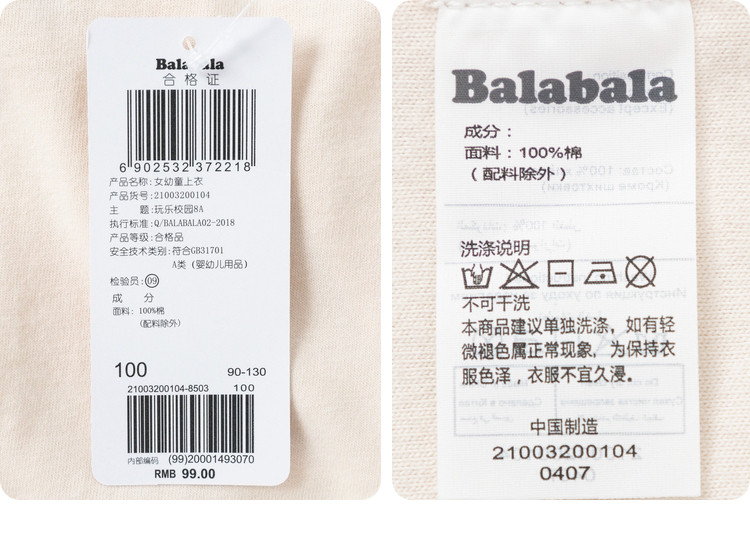 Balabala
合格证
6 902532 372218
产品名称: 女幼童上衣
产品货号: 21003200104
主 题: 玩乐校园8A
执行标准: Q/BALABALA02-2018
产品等级: 合格品
安全技术类别: 符合GB31701
A类 (婴幼儿用品)
检验员: 09
成 分
面料: 100%棉
(配料除外)
100 90-130
21003200104-8503 100
内部编码 (99)20001493070
RMB 99.00
Balabala
成分:
面料: 100%棉
(配料除外)
洗涤说明
不可干洗
本商品建议单独洗涤,如有轻
微褪色属正常现象,为保持衣
服色泽,衣服不宜久浸。
中国制造
21003200104
0407